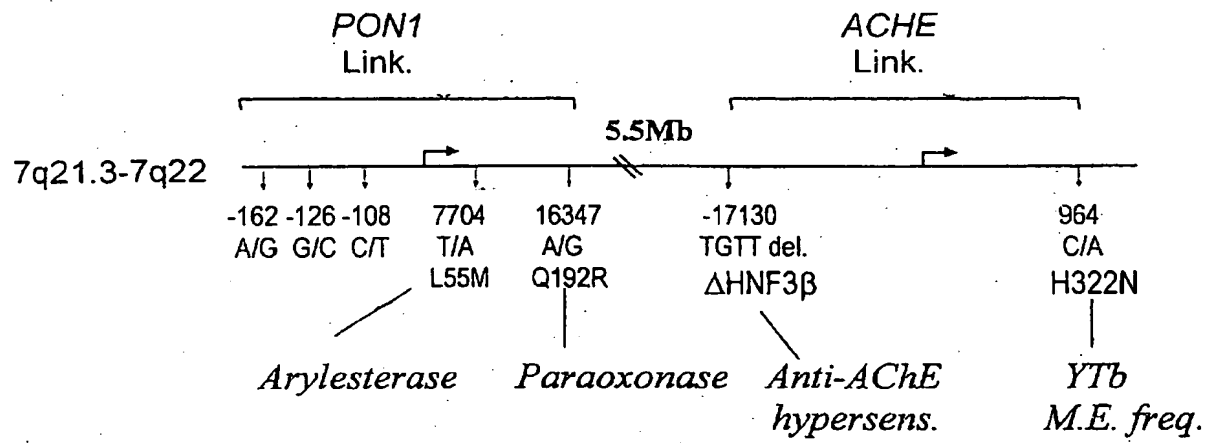 PON1 ACHE
Link. Link.
5.5Mb
7q21.3-7q22
-162 -126 -108 7704 16347 -17130 964
A/G G/C C/T T/A A/G TGTT del. C/A
L55M Q192R ΔHNF3β H322N
Arylesterase Paraoxonase Anti-AChE YTb
hypersens. M.E. freq.